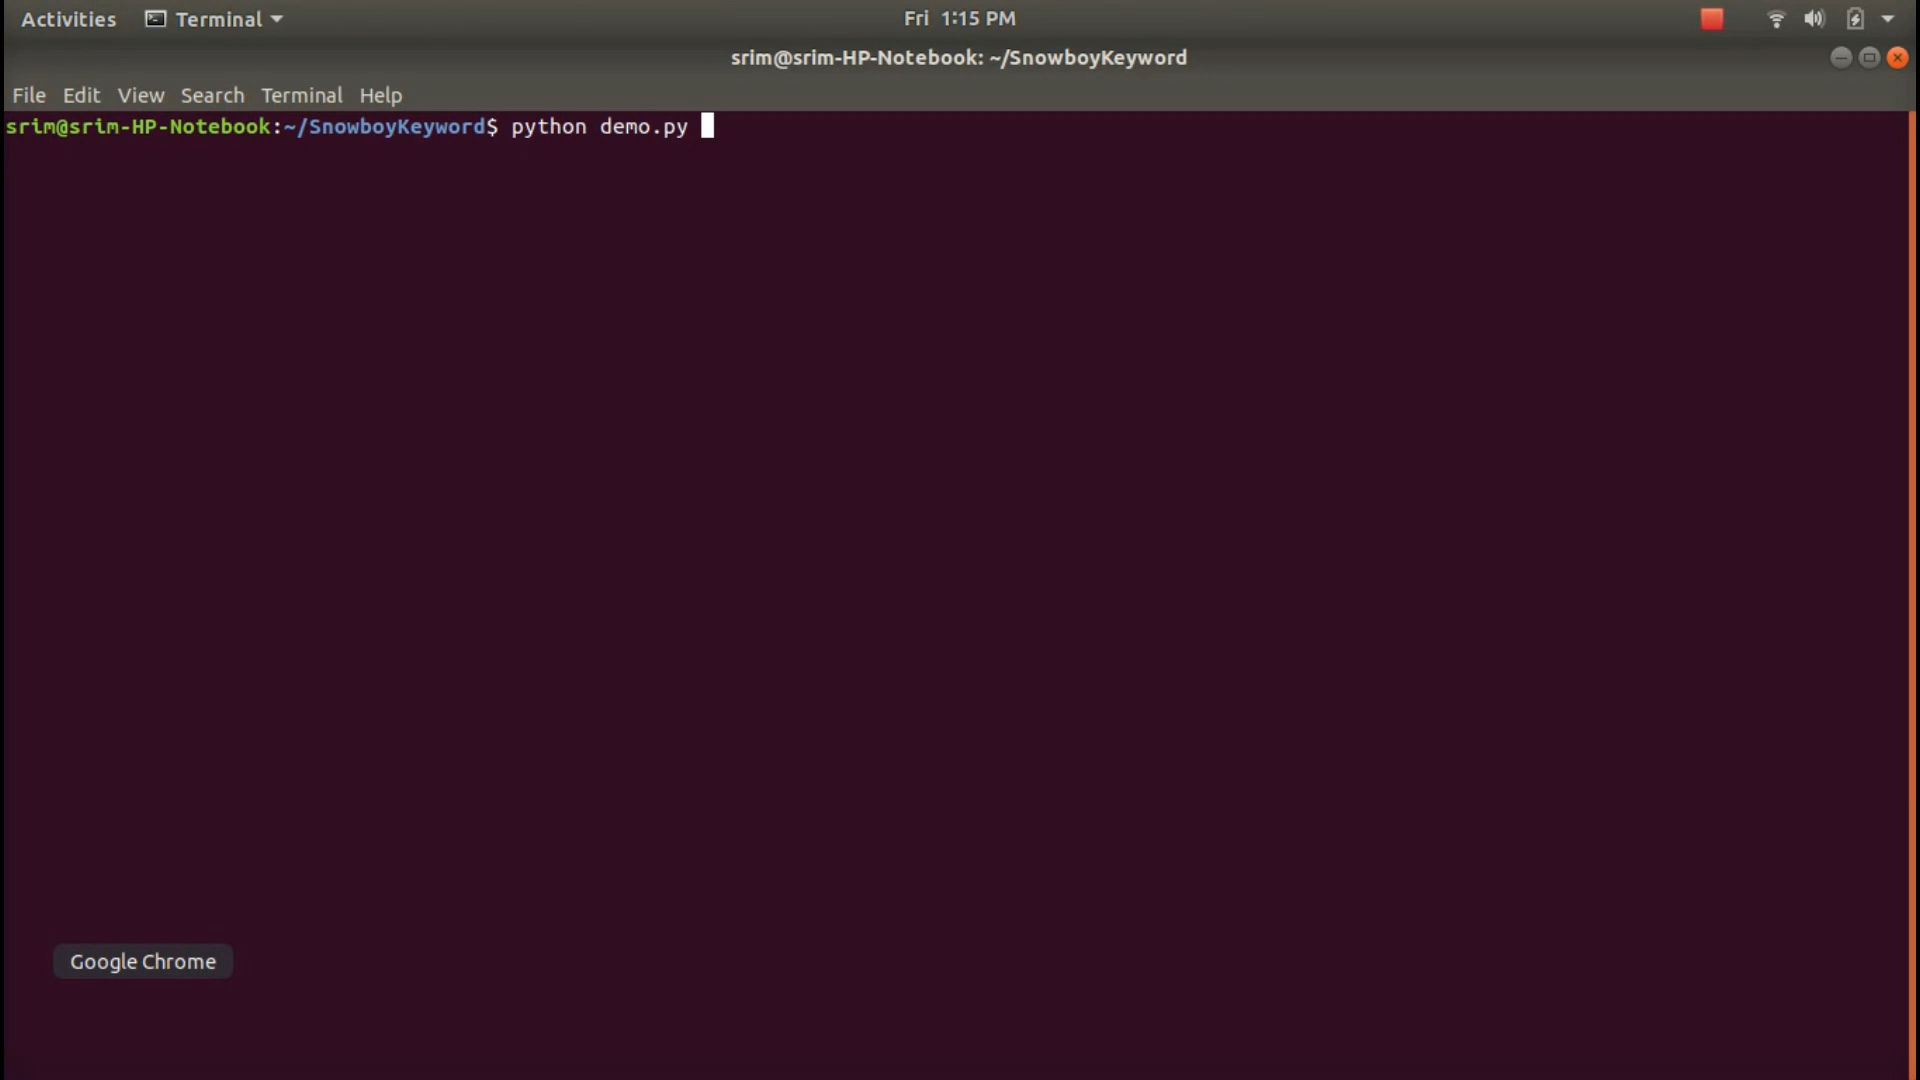 Activities Terminal Fri 1:15 PM
srim@srim-HP-Notebook: ~/SnowboyKeyword
File Edit View Search Terminal Help
srim@srim-HP-Notebook:~/SnowboyKeyword$ python demo.py
Google Chrome